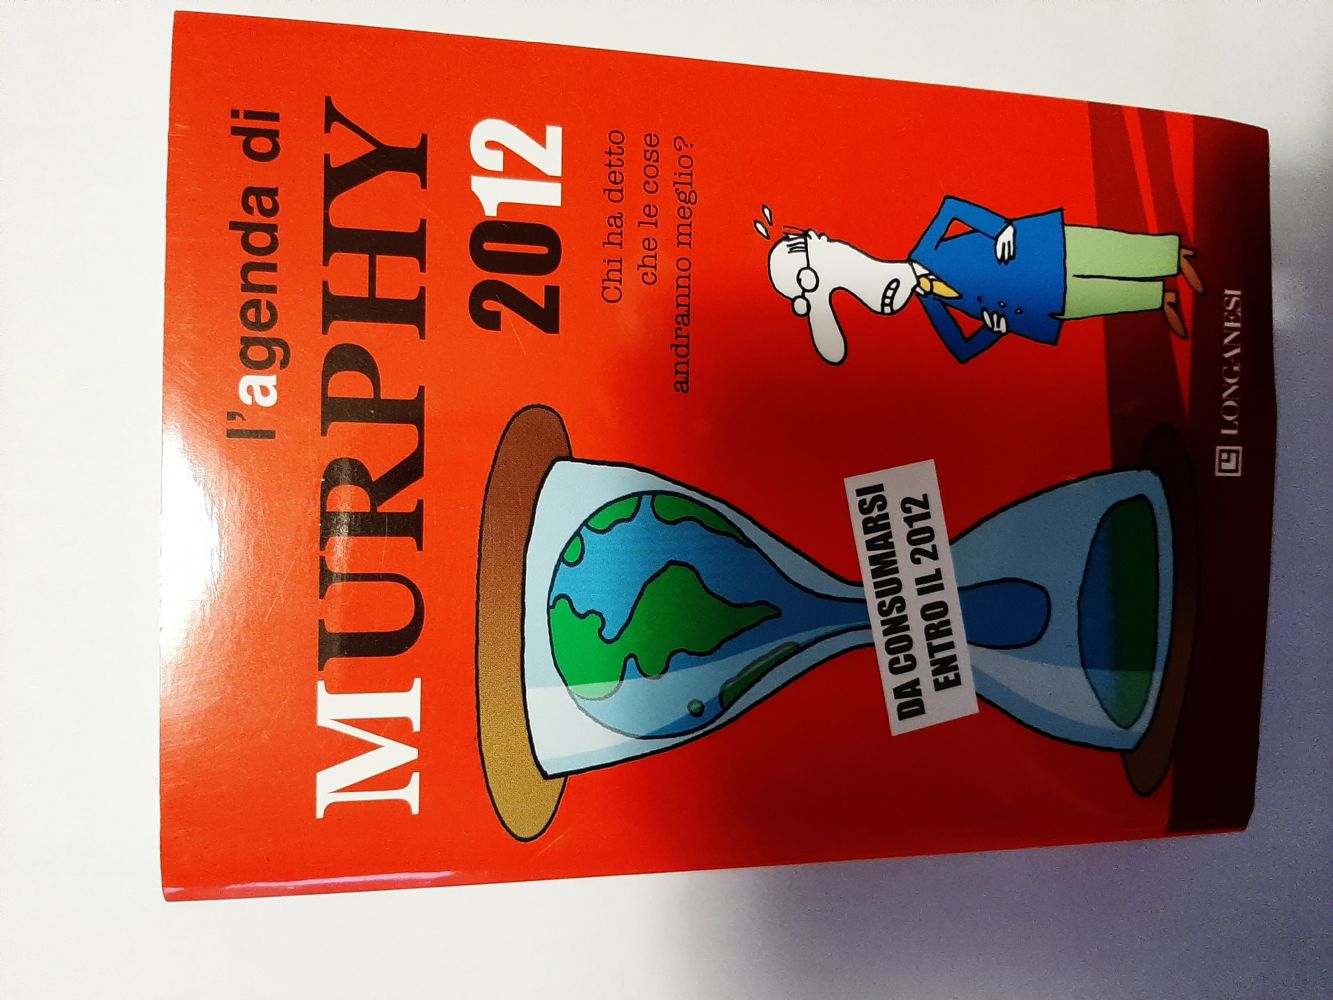 l'agenda di
MURPHY
2012
Chi ha detto
che le cose
andranno meglio?
DA CONSUMARSI
ENTRO IL 2012
LONGANESI